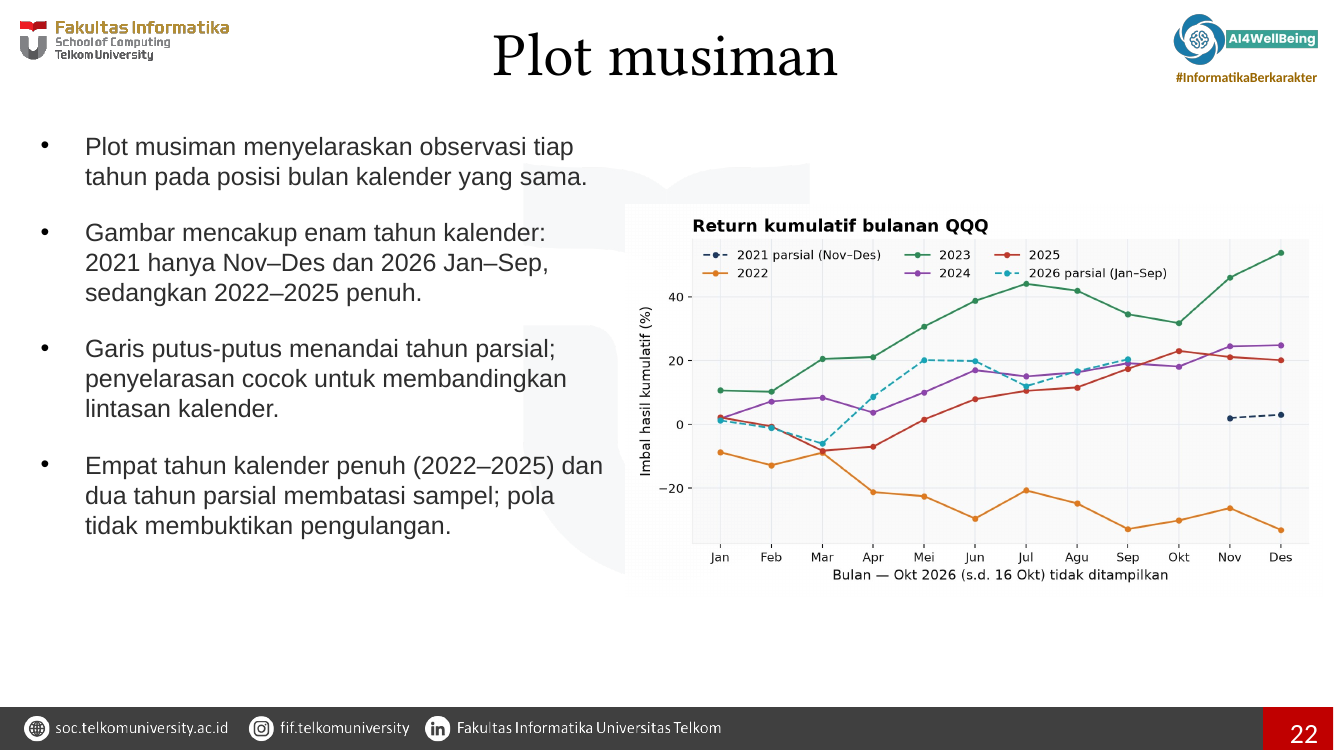 Fakultas Informatika
School of Computing
Telkom University
Plot musiman
AI4WellBeing
#InformatikaBerkarakter
• Plot musiman menyelaraskan observasi tiap
tahun pada posisi bulan kalender yang sama.
• Gambar mencakup enam tahun kalender:
2021 hanya Nov–Des dan 2026 Jan–Sep,
sedangkan 2022–2025 penuh.
• Garis putus-putus menandai tahun parsial;
penyelarasan cocok untuk membandingkan
lintasan kalender.
• Empat tahun kalender penuh (2022–2025) dan
dua tahun parsial membatasi sampel; pola
tidak membuktikan pengulangan.
Return kumulatif bulanan QQQ
2021 parsial (Nov–Des) 2023 2025
2022 2024 2026 parsial (Jan–Sep)
Imbal hasil kumulatif (%)
40
20
0
−20
Jan Feb Mar Apr Mei Jun Jul Agu Sep Okt Nov Des
Bulan — Okt 2026 (s.d. 16 Okt) tidak ditampilkan
soc.telkomuniversity.ac.id fif.telkomuniversity Fakultas Informatika Universitas Telkom
22